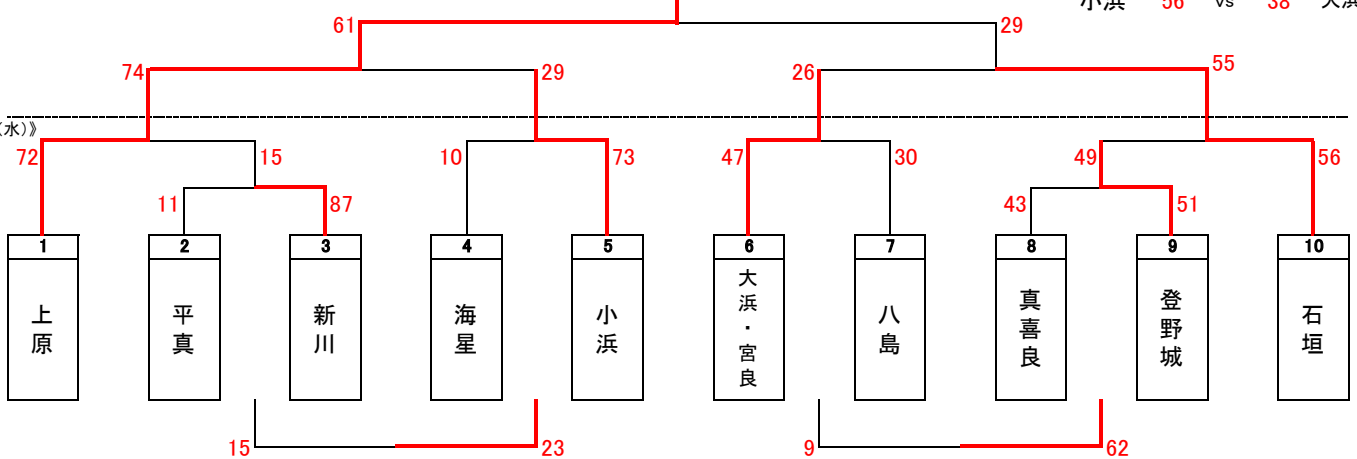 小浜 56 vs 38 大浜
61 29
74 29 26 55
(水)》
72 15 10 73 47 30 49 56
11 87 43 51
1 2 3 4 5 6 7 8 9 10
上原 平真 新川 海星 小浜 大浜・宮良 八島 真喜良 登野城 石垣
15 23 9 62